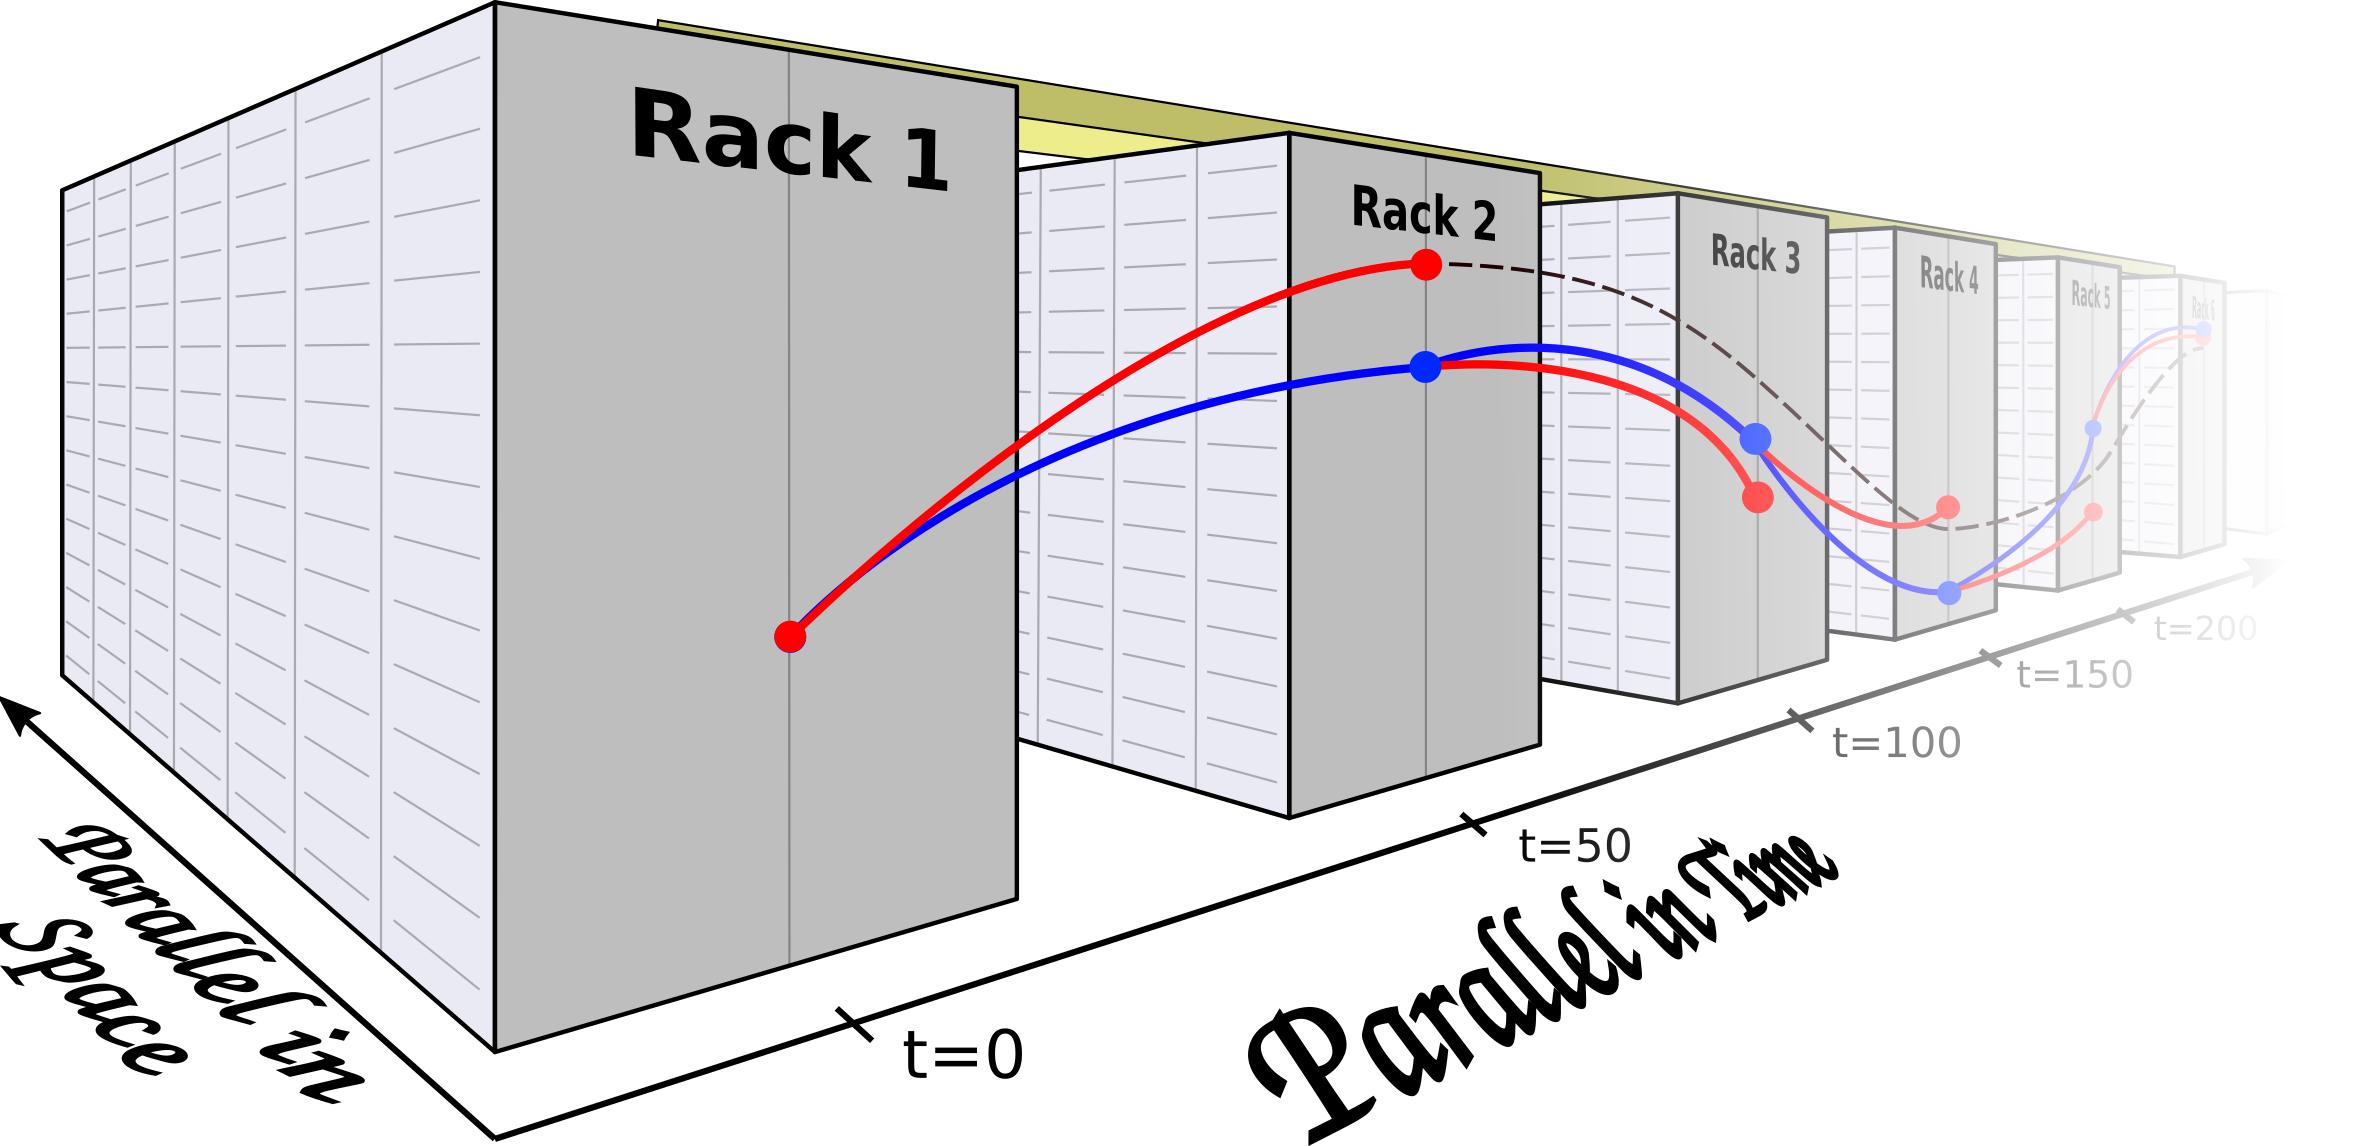 Rack 1
Rack 2
Rack 3
Rack 4
Rack 5
Rack 6
t=0
t=50
t=100
t=150
t=200
Parallel in
Space
Parallel in Time